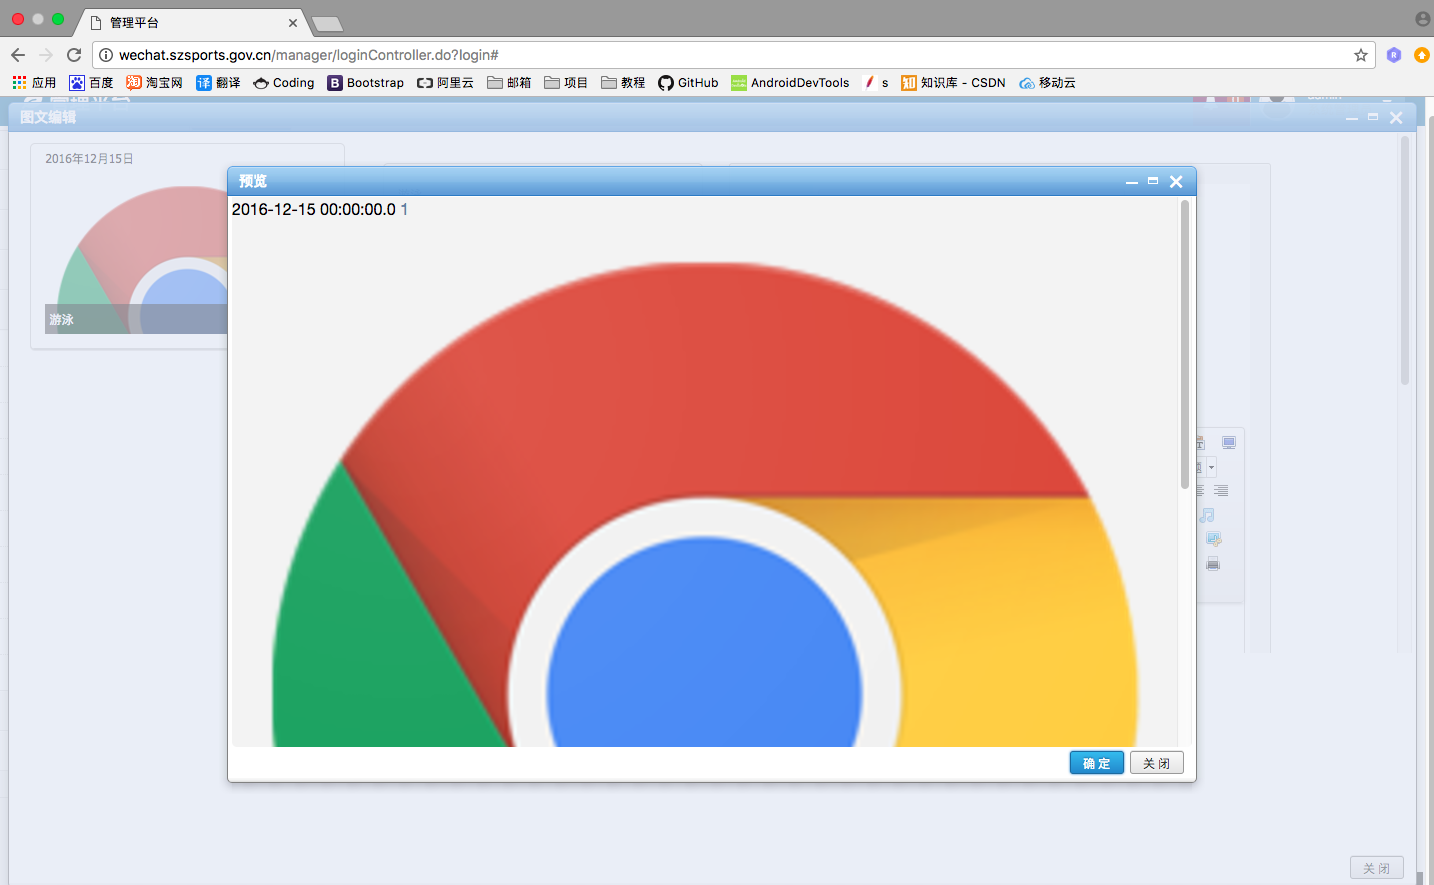 管理平台
wechat.szsports.gov.cn/manager/loginController.do?login#
应用 百度 淘宝网 翻译 Coding Bootstrap 阿里云 邮箱 项目 教程 GitHub AndroidDevTools s 知识库 - CSDN 移动云
图文编辑
2016年12月15日
游泳
预览
2016-12-15 00:00:00.0 1
确定 关闭
关闭